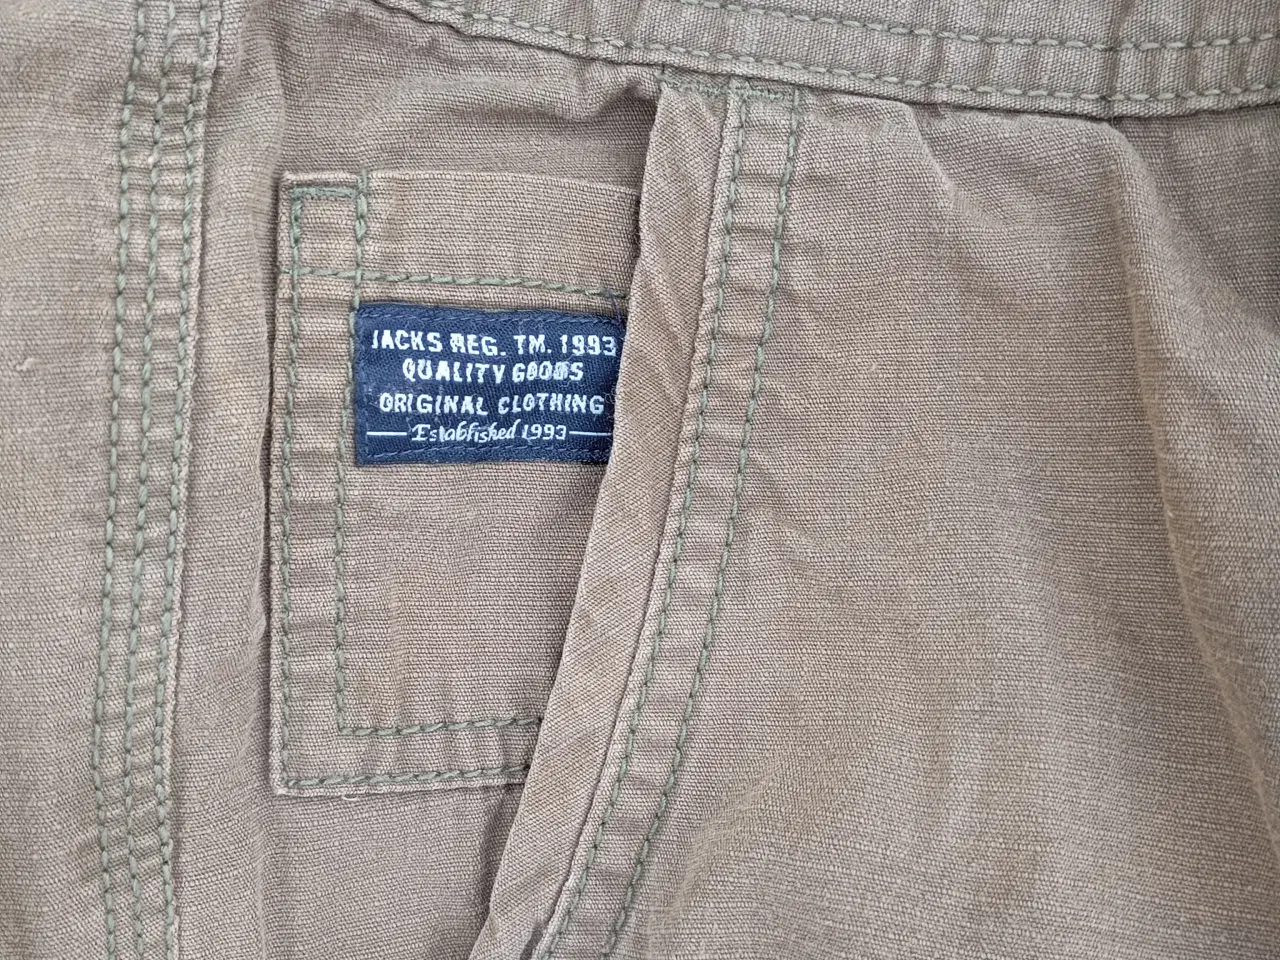 JACKS REG. TM. 1993
QUALITY GOODS
ORIGINAL CLOTHING
Established 1993